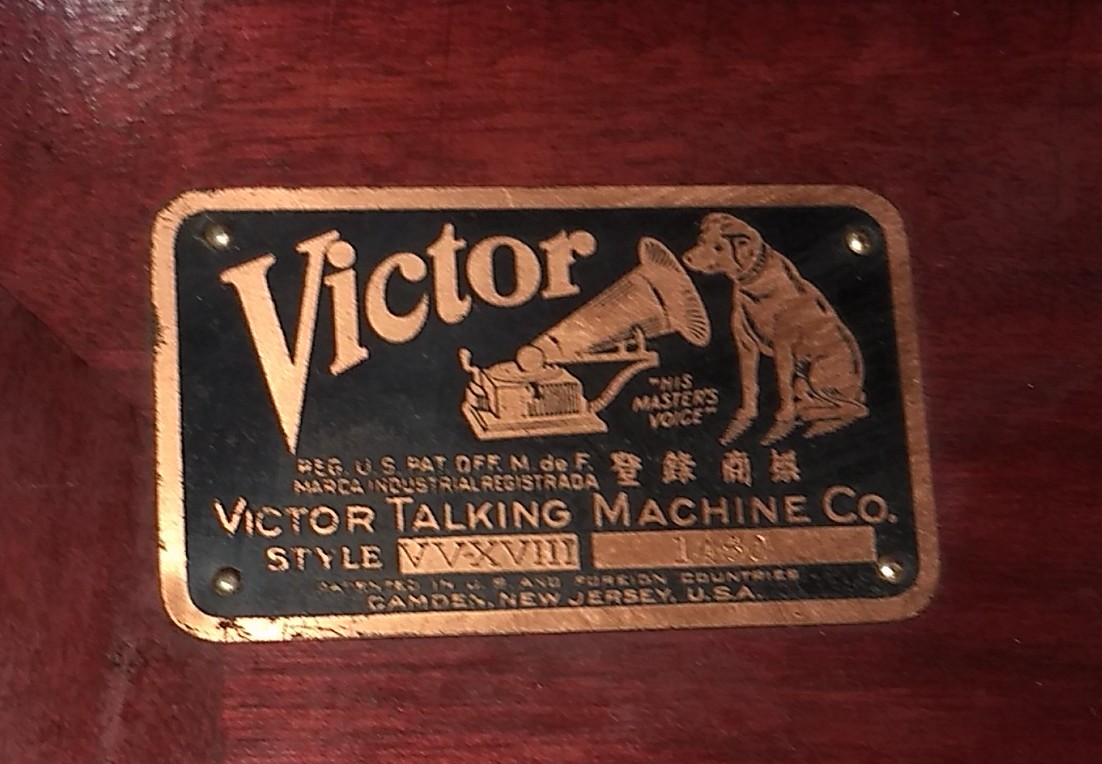 Victor
"HIS
MASTER'S
VOICE"
REG. U.S. PAT. OFF. M. de F. 登錄商標
MARCA INDUSTRIAL REGISTRADA
VICTOR TALKING MACHINE CO.
STYLE VV-XVIII
PATENTED IN U.S. AND FOREIGN COUNTRIES
CAMDEN, NEW JERSEY, U.S.A.